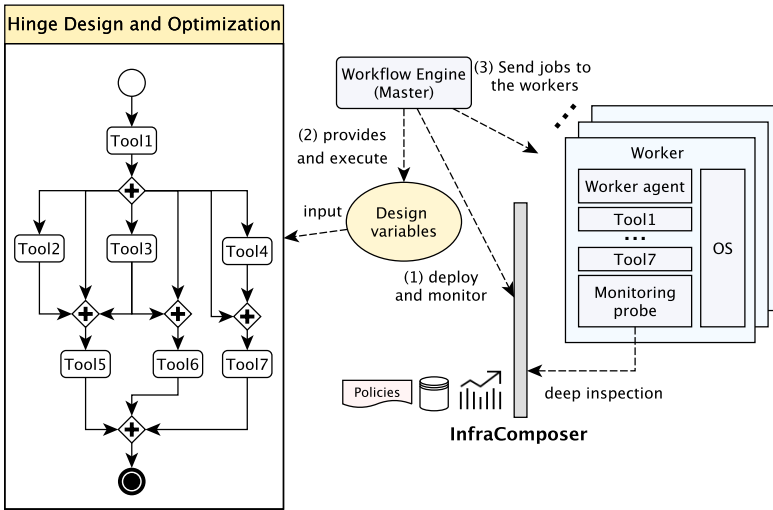 Hinge Design and Optimization
Tool1
Tool2
Tool3
Tool4
Tool5
Tool6
Tool7
Workflow Engine
(Master)
(3) Send jobs to
the workers
(2) provides
and execute
input
Design
variables
(1) deploy
and monitor
Worker
Worker agent
Tool1
...
Tool7
Monitoring
probe
OS
deep inspection
Policies
InfraComposer